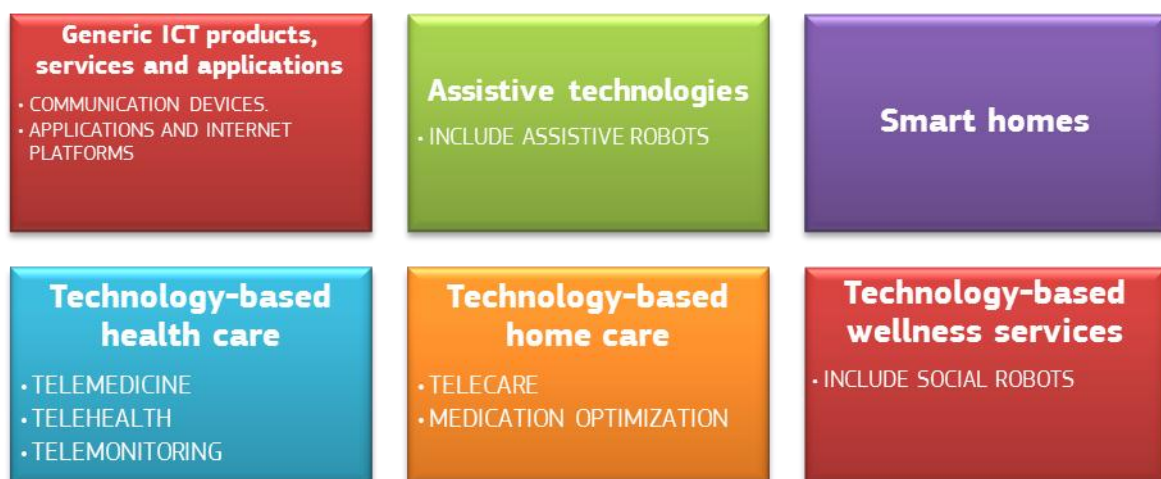 Generic ICT products,
services and applications
• COMMUNICATION DEVICES.
• APPLICATIONS AND INTERNET
PLATFORMS
Assistive technologies
• INCLUDE ASSISTIVE ROBOTS
Smart homes
Technology-based
health care
• TELEMEDICINE
• TELEHEALTH
• TELEMONITORING
Technology-based
home care
• TELECARE
• MEDICATION OPTIMIZATION
Technology-based
wellness services
• INCLUDE SOCIAL ROBOTS